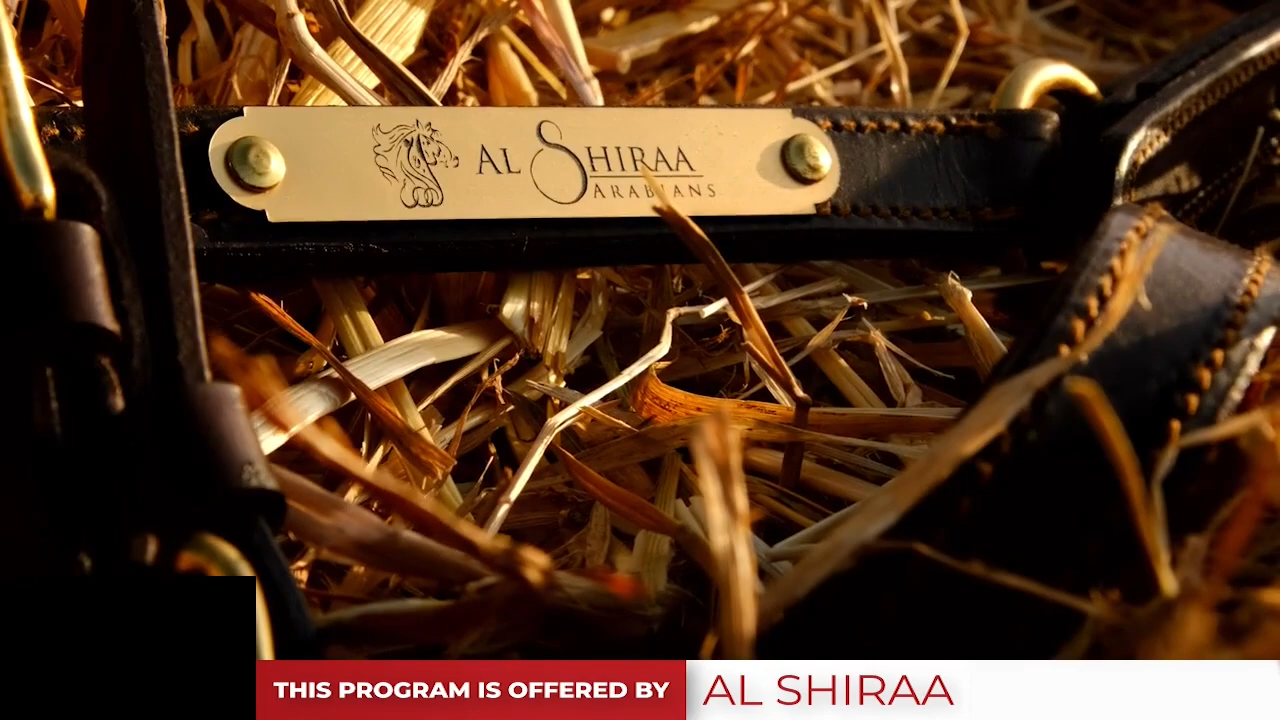 AL SHIRAA
ARABIANS
THIS PROGRAM IS OFFERED BY
AL SHIRAA